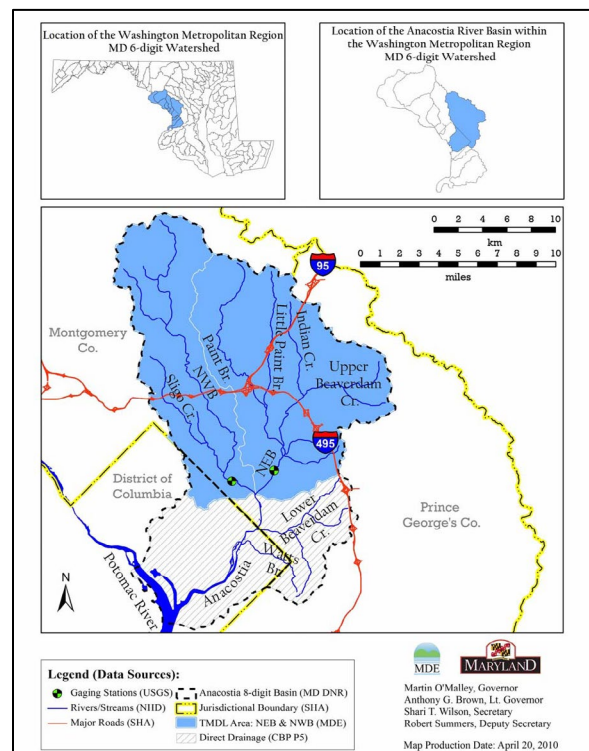 Location of the Washington Metropolitan Region
MD 6-digit Watershed
Location of the Anacostia River Basin within
the Washington Metropolitan Region
MD 6-digit Watershed
0 2 4 6 8 10
km
0 1 2 3 4 5 6 7 8 9 10
miles
95
Montgomery
Co.
Paint Br.
Little Paint Br.
Indian Cr.
Upper
Beaverdam
Cr.
Sligo Cr.
NWB
495
NEB
District of
Columbia
Lower
Beaverdam
Cr.
Prince
George's Co.
Watts
Br.
Anacostia
Potomac River
N
Legend (Data Sources):
Gaging Stations (USGS)
Rivers/Streams (NHD)
Major Roads (SHA)
Anacostia 8-digit Basin (MD DNR)
Jurisdictional Boundary (SHA)
TMDL Area: NEB & NWB (MDE)
Direct Drainage (CBP P5)
MDE
MARYLAND
Martin O'Malley, Governor
Anthony G. Brown, Lt. Governor
Shari T. Wilson, Secretary
Robert Summers, Deputy Secretary
Map Production Date: April 20, 2010